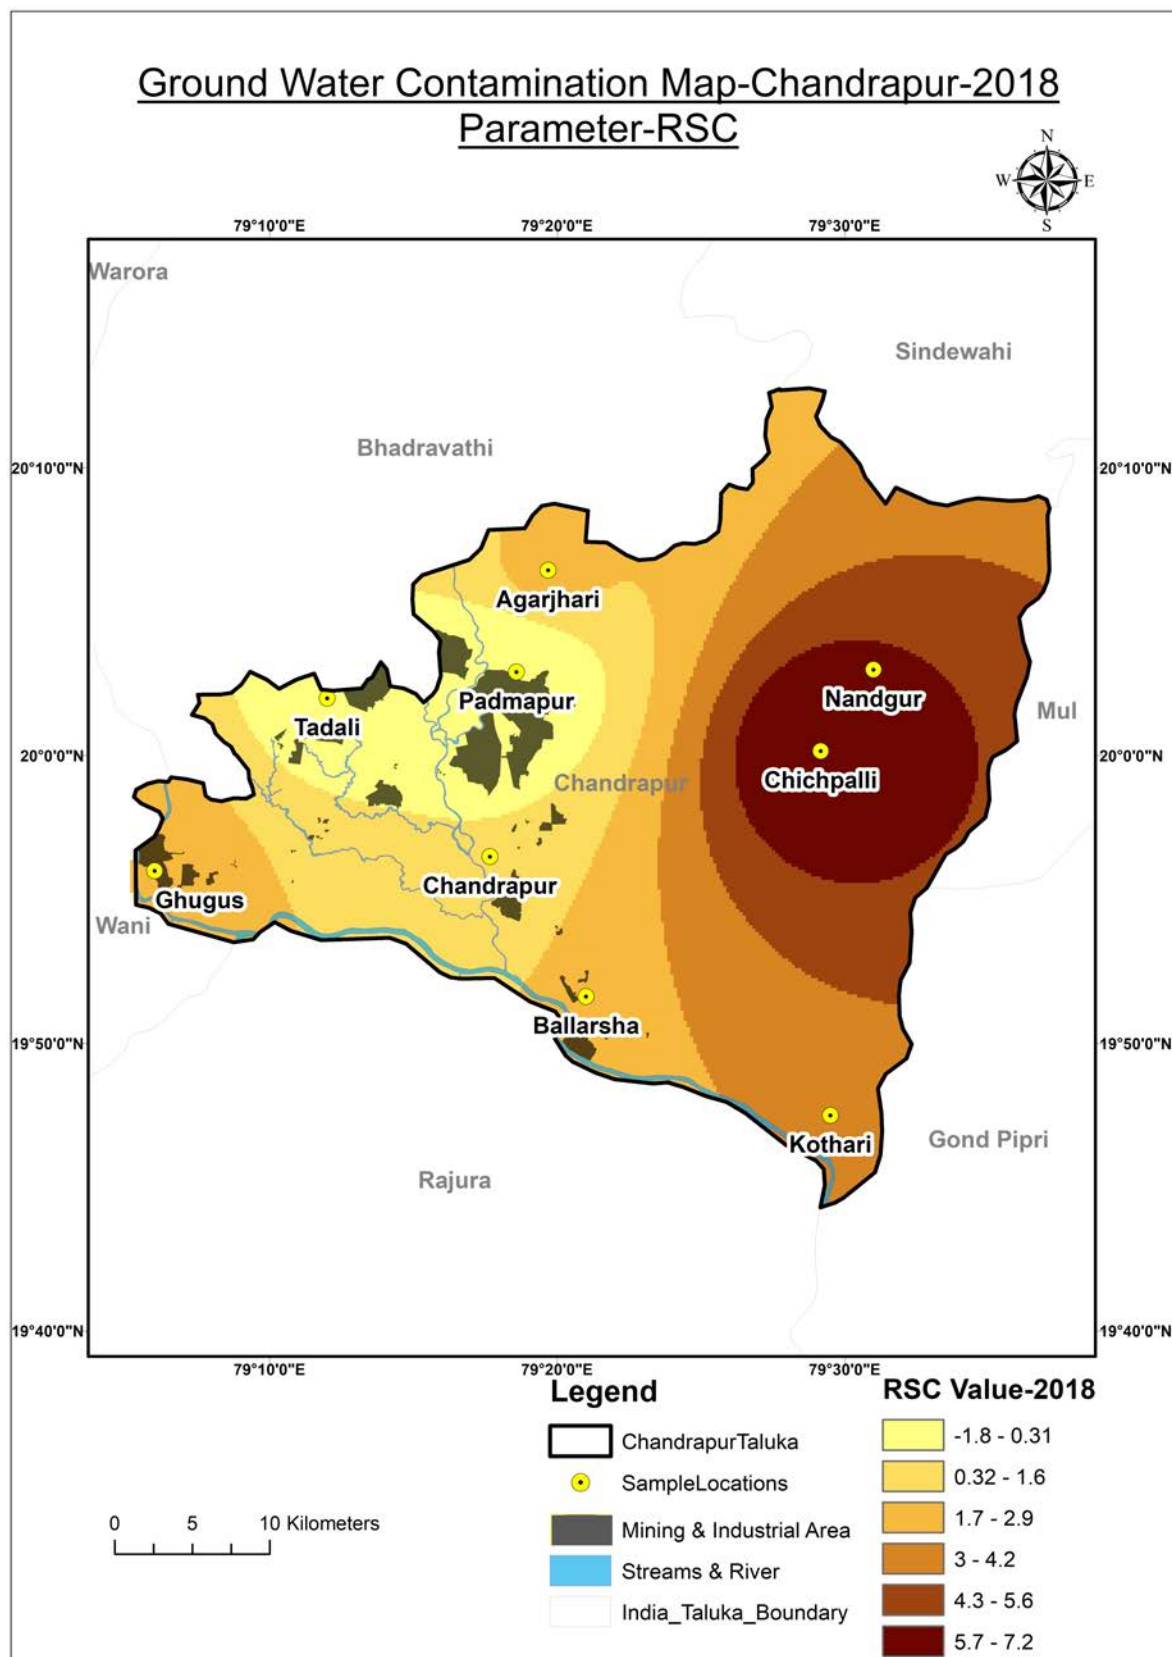 Ground Water Contamination Map-Chandrapur-2018
Parameter-RSC
N
W E
S
79°10'0"E 79°20'0"E 79°30'0"E
Warora
Sindewahi
Bhadravathi
20°10'0"N 20°10'0"N
Agarjhari
Nandgur
Padmapur
Mul
Tadali
20°0'0"N 20°0'0"N
Chandrapur
Chichpalli
Chandrapur
Ghugus
Wani
Ballarsha
19°50'0"N 19°50'0"N
Gond Pipri
Kothari
Rajura
19°40'0"N 19°40'0"N
79°10'0"E 79°20'0"E 79°30'0"E
Legend
ChandrapurTaluka
SampleLocations
Mining & Industrial Area
Streams & River
India_Taluka_Boundary
RSC Value-2018
-1.8 - 0.31
0.32 - 1.6
1.7 - 2.9
3 - 4.2
4.3 - 5.6
5.7 - 7.2
0 5 10 Kilometers